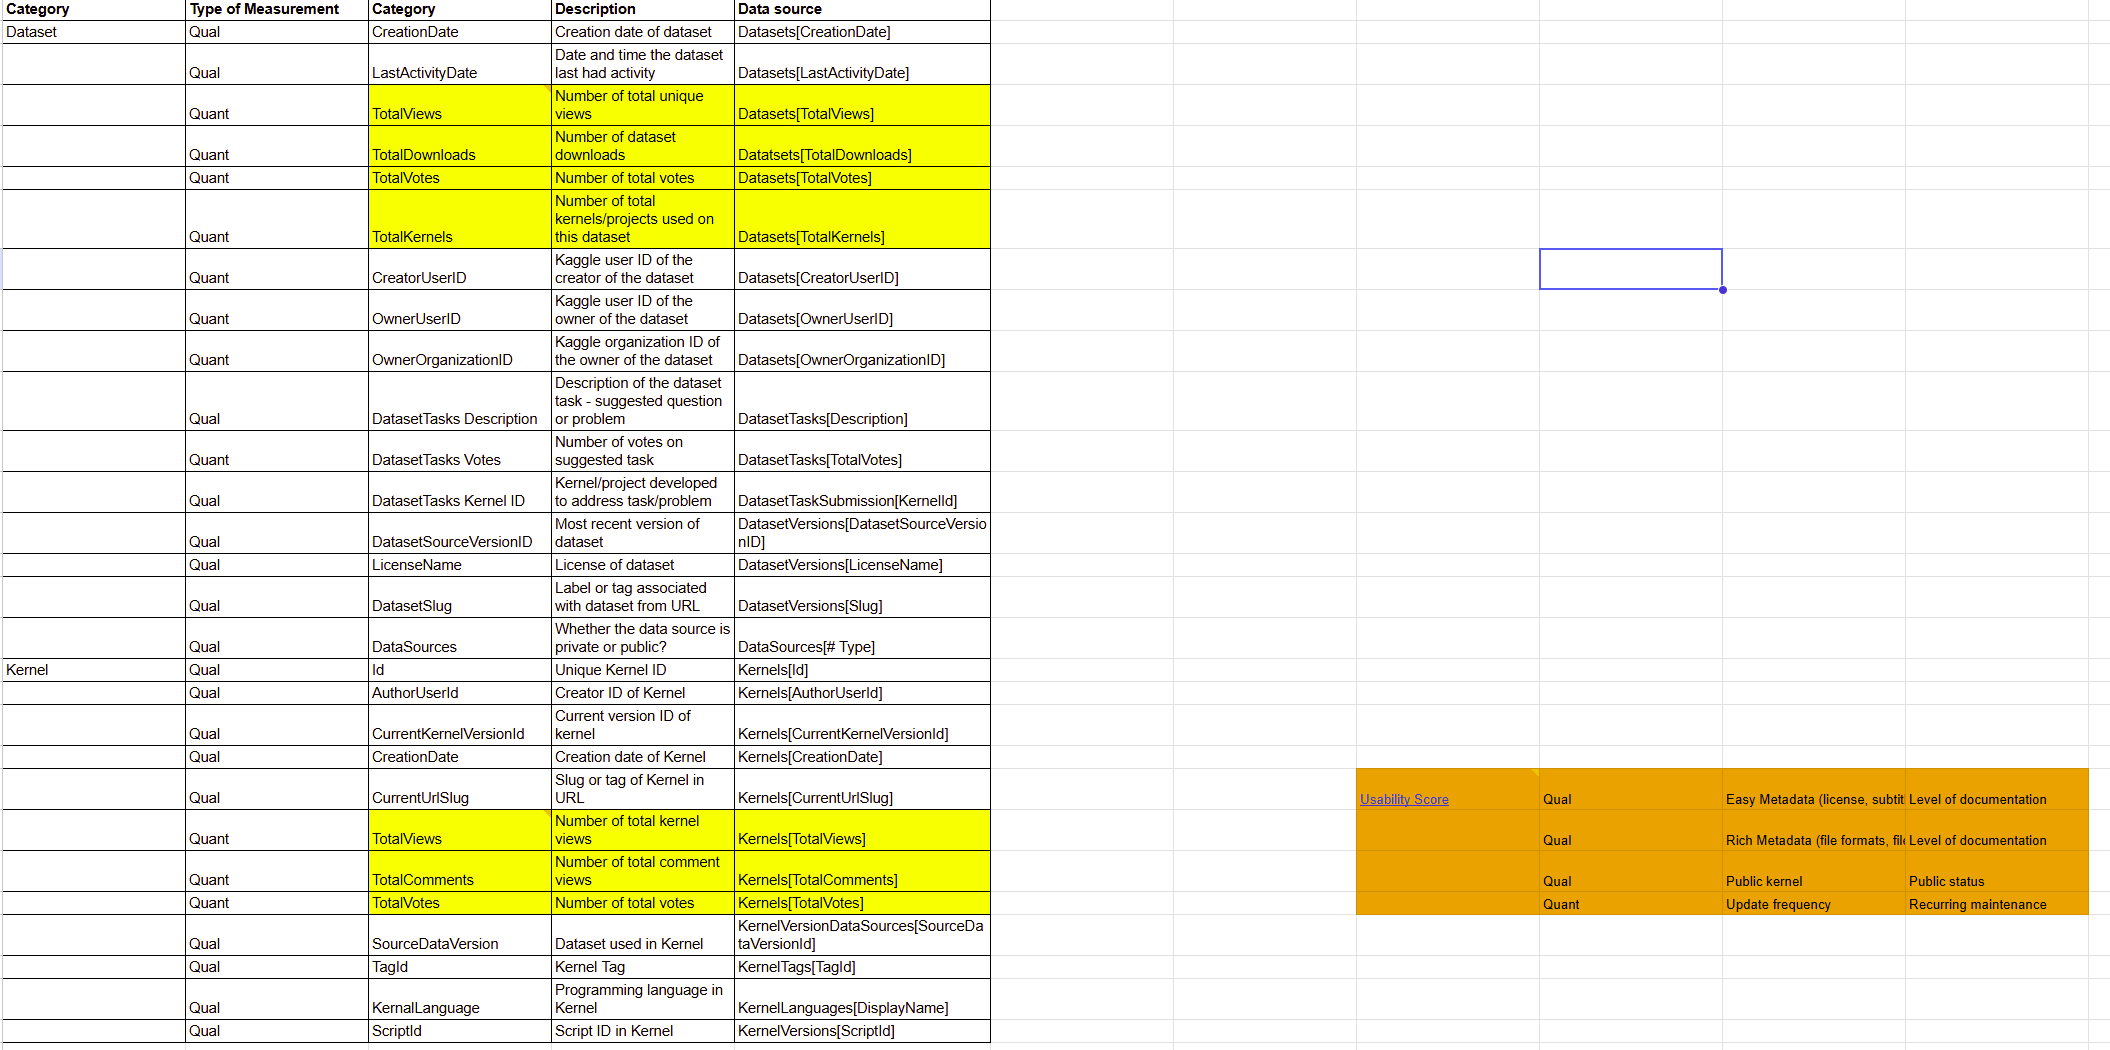 Category Type of Measurement Category Description Data source
Dataset Qual CreationDate Creation date of dataset Datasets[CreationDate]
Date and time the dataset
Qual LastActivityDate last had activity Datasets[LastActivityDate]
Number of total unique
Quant TotalViews views Datasets[TotalViews]
Number of dataset
Quant TotalDownloads downloads Datatsets[TotalDownloads]
Quant TotalVotes Number of total votes Datasets[TotalVotes]
Number of total
kernels/projects used on
Quant TotalKernels this dataset Datasets[TotalKernels]
Kaggle user ID of the
Quant CreatorUserID creator of the dataset Datasets[CreatorUserID]
Kaggle user ID of the
Quant OwnerUserID owner of the dataset Datasets[OwnerUserID]
Kaggle organization ID of
Quant OwnerOrganizationID the owner of the dataset Datasets[OwnerOrganizationID]
Description of the dataset
task - suggested question
Qual DatasetTasks Description or problem DatasetTasks[Description]
Number of votes on
Quant DatasetTasks Votes suggested task DatasetTasks[TotalVotes]
Kernel/project developed
Qual DatasetTasks Kernel ID to address task/problem DatasetTaskSubmission[KernelId]
Most recent version of DatasetVersions[DatasetSourceVersio
Qual DatasetSourceVersionID dataset nID]
Qual LicenseName License of dataset DatasetVersions[LicenseName]
Label or tag associated
Qual DatasetSlug with dataset from URL DatasetVersions[Slug]
Whether the data source is
Qual DataSources private or public? DataSources[# Type]
Kernel Qual Id Unique Kernel ID Kernels[Id]
Qual AuthorUserId Creator ID of Kernel Kernels[AuthorUserId]
Current version ID of
Qual CurrentKernelVersionId kernel Kernels[CurrentKernelVersionId]
Qual CreationDate Creation date of Kernel Kernels[CreationDate]
Slug or tag of Kernel in
Qual CurrentUrlSlug URL Kernels[CurrentUrlSlug] Usability Score Qual Easy Metadata (license, subtit Level of documentation
Number of total kernel
Quant TotalViews views Kernels[TotalViews] Qual Rich Metadata (file formats, file Level of documentation
Number of total comment
Quant TotalComments views Kernels[TotalComments] Qual Public kernel Public status
Quant TotalVotes Number of total votes Kernels[TotalVotes] Quant Update frequency Recurring maintenance
KernelVersionDataSources[SourceDa
Qual SourceDataVersion Dataset used in Kernel taVersionId]
Qual TagId Kernel Tag KernelTags[TagId]
Programming language in
Qual KernalLanguage Kernel KernelLanguages[DisplayName]
Qual ScriptId Script ID in Kernel KernelVersions[ScriptId]